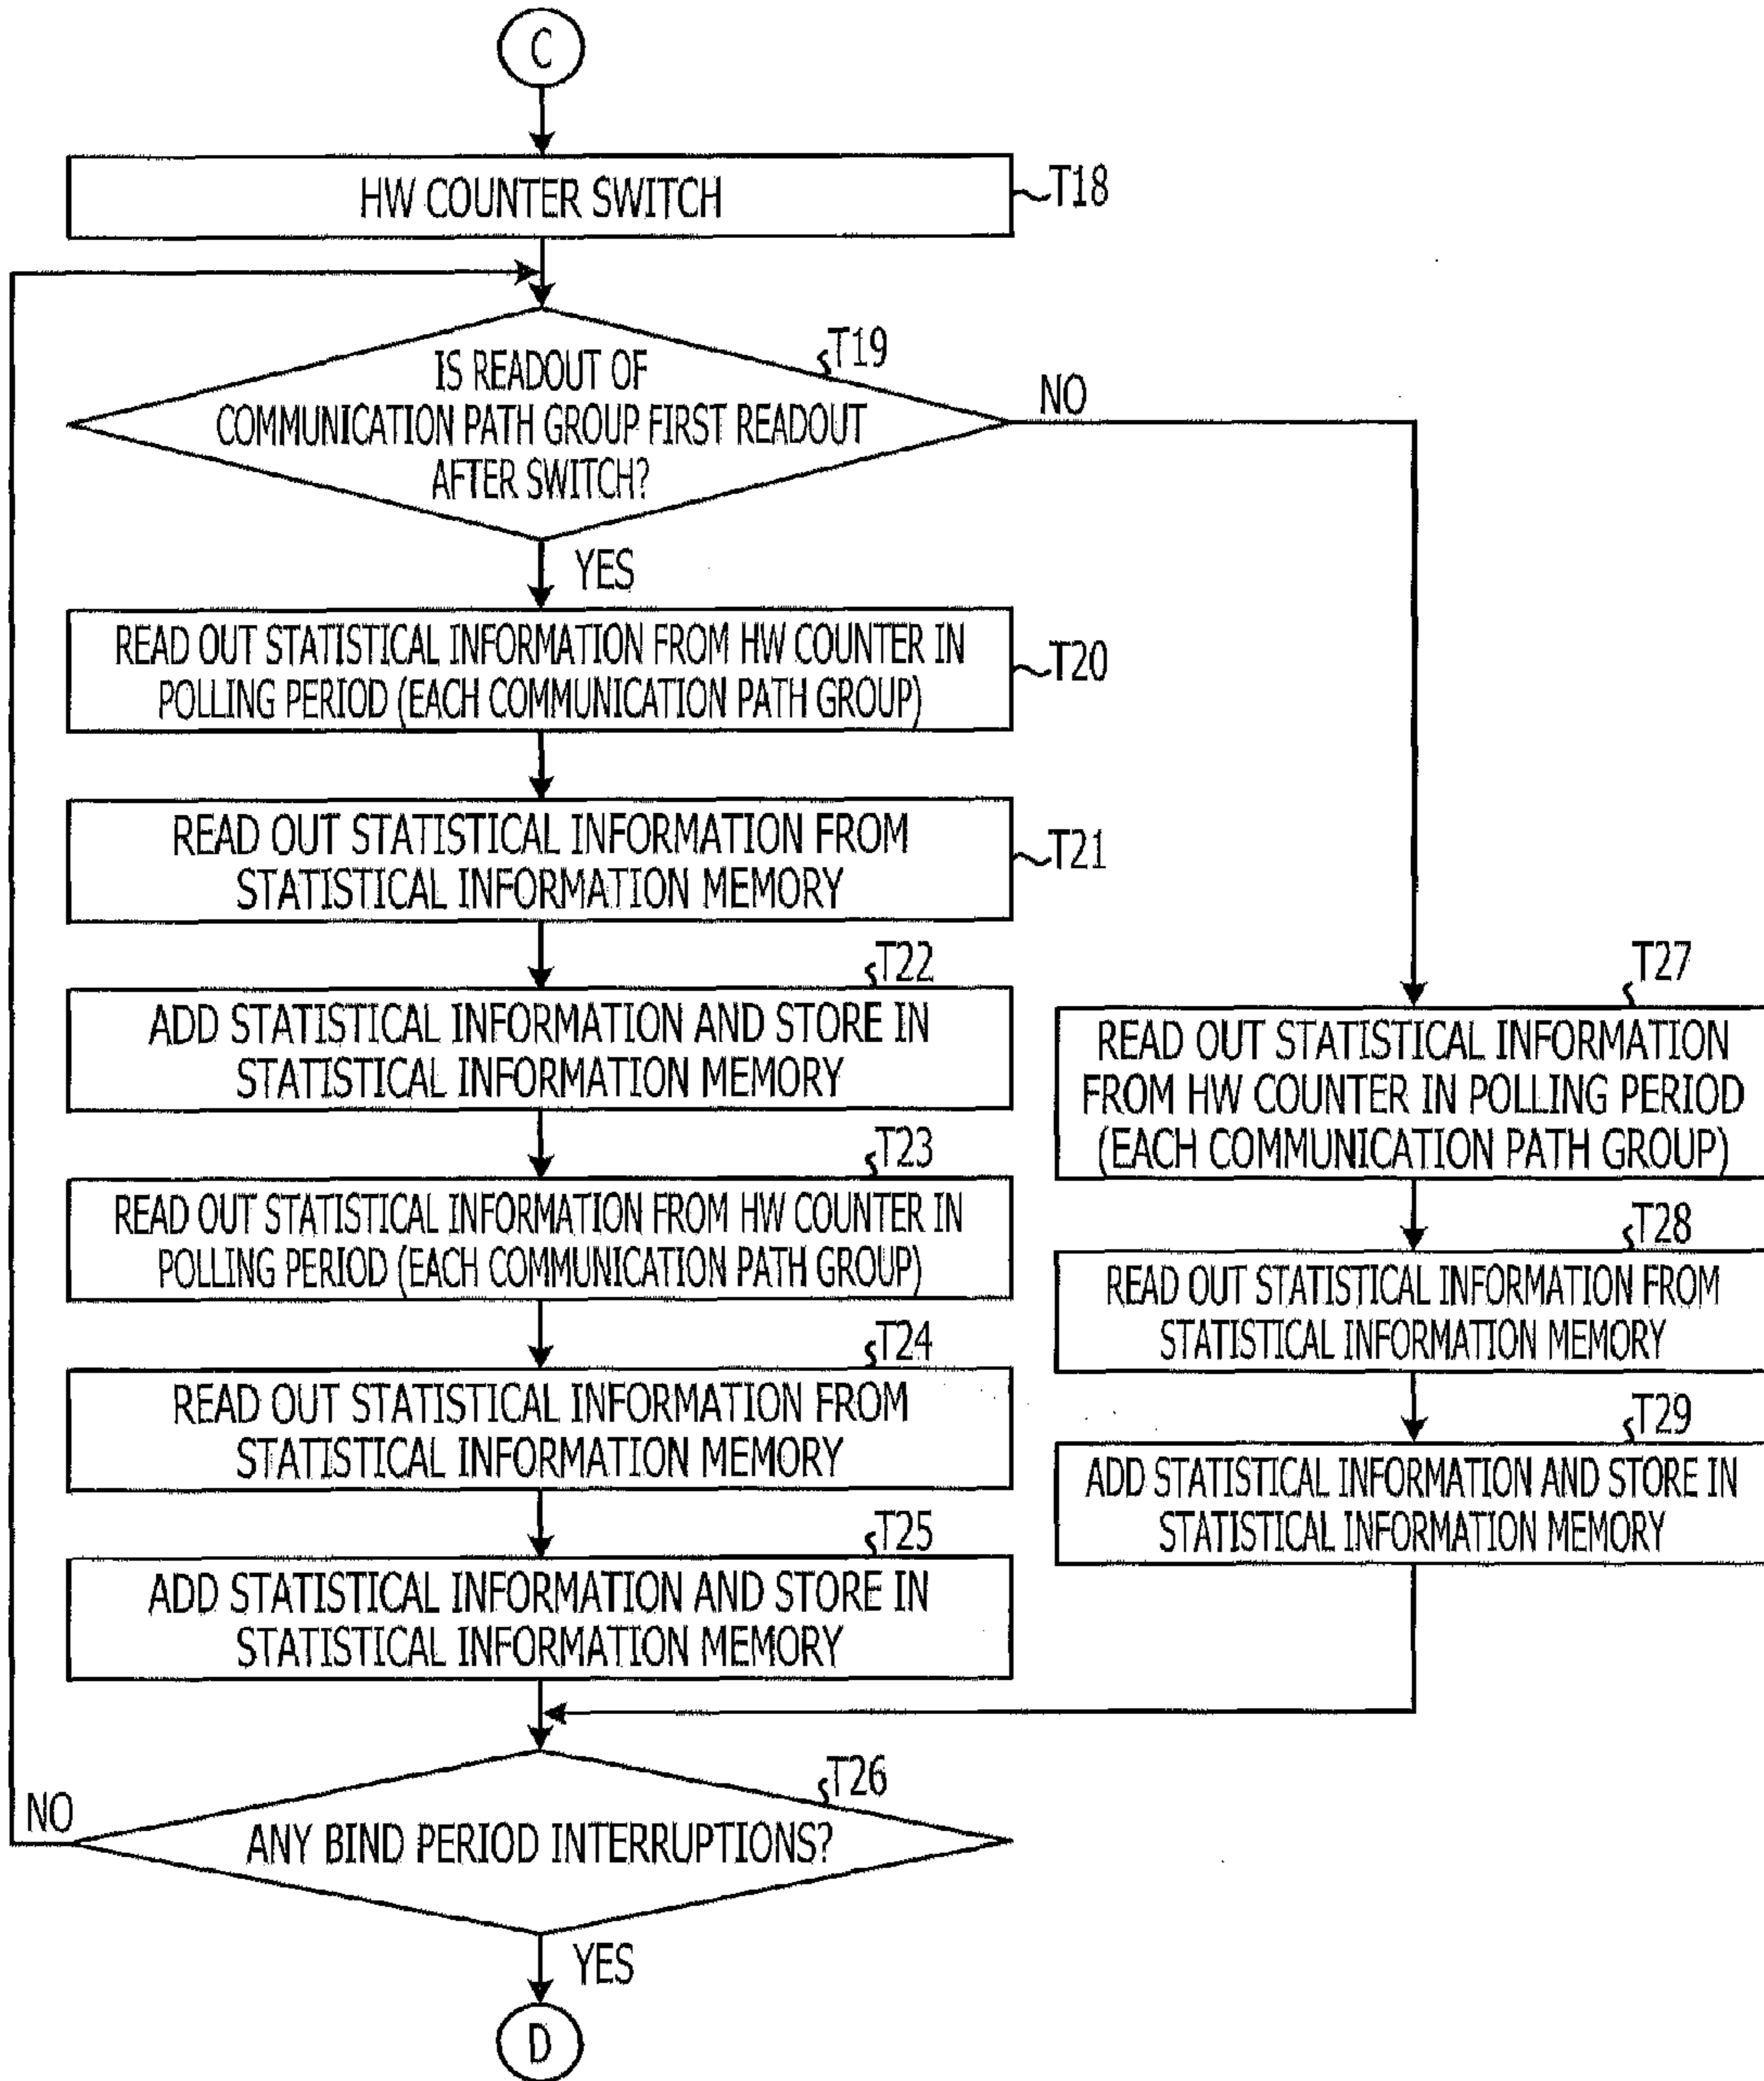 C
HW COUNTER SWITCH
T18
T19
IS READOUT OF
COMMUNICATION PATH GROUP FIRST READOUT
AFTER SWITCH?
NO
YES
READ OUT STATISTICAL INFORMATION FROM HW COUNTER IN
POLLING PERIOD (EACH COMMUNICATION PATH GROUP)
T20
READ OUT STATISTICAL INFORMATION FROM
STATISTICAL INFORMATION MEMORY
T21
T22
ADD STATISTICAL INFORMATION AND STORE IN
STATISTICAL INFORMATION MEMORY
T23
READ OUT STATISTICAL INFORMATION FROM HW COUNTER IN
POLLING PERIOD (EACH COMMUNICATION PATH GROUP)
T24
READ OUT STATISTICAL INFORMATION FROM
STATISTICAL INFORMATION MEMORY
T25
ADD STATISTICAL INFORMATION AND STORE IN
STATISTICAL INFORMATION MEMORY
T27
READ OUT STATISTICAL INFORMATION
FROM HW COUNTER IN POLLING PERIOD
(EACH COMMUNICATION PATH GROUP)
T28
READ OUT STATISTICAL INFORMATION FROM
STATISTICAL INFORMATION MEMORY
T29
ADD STATISTICAL INFORMATION AND STORE IN
STATISTICAL INFORMATION MEMORY
T26
NO
ANY BIND PERIOD INTERRUPTIONS?
YES
D